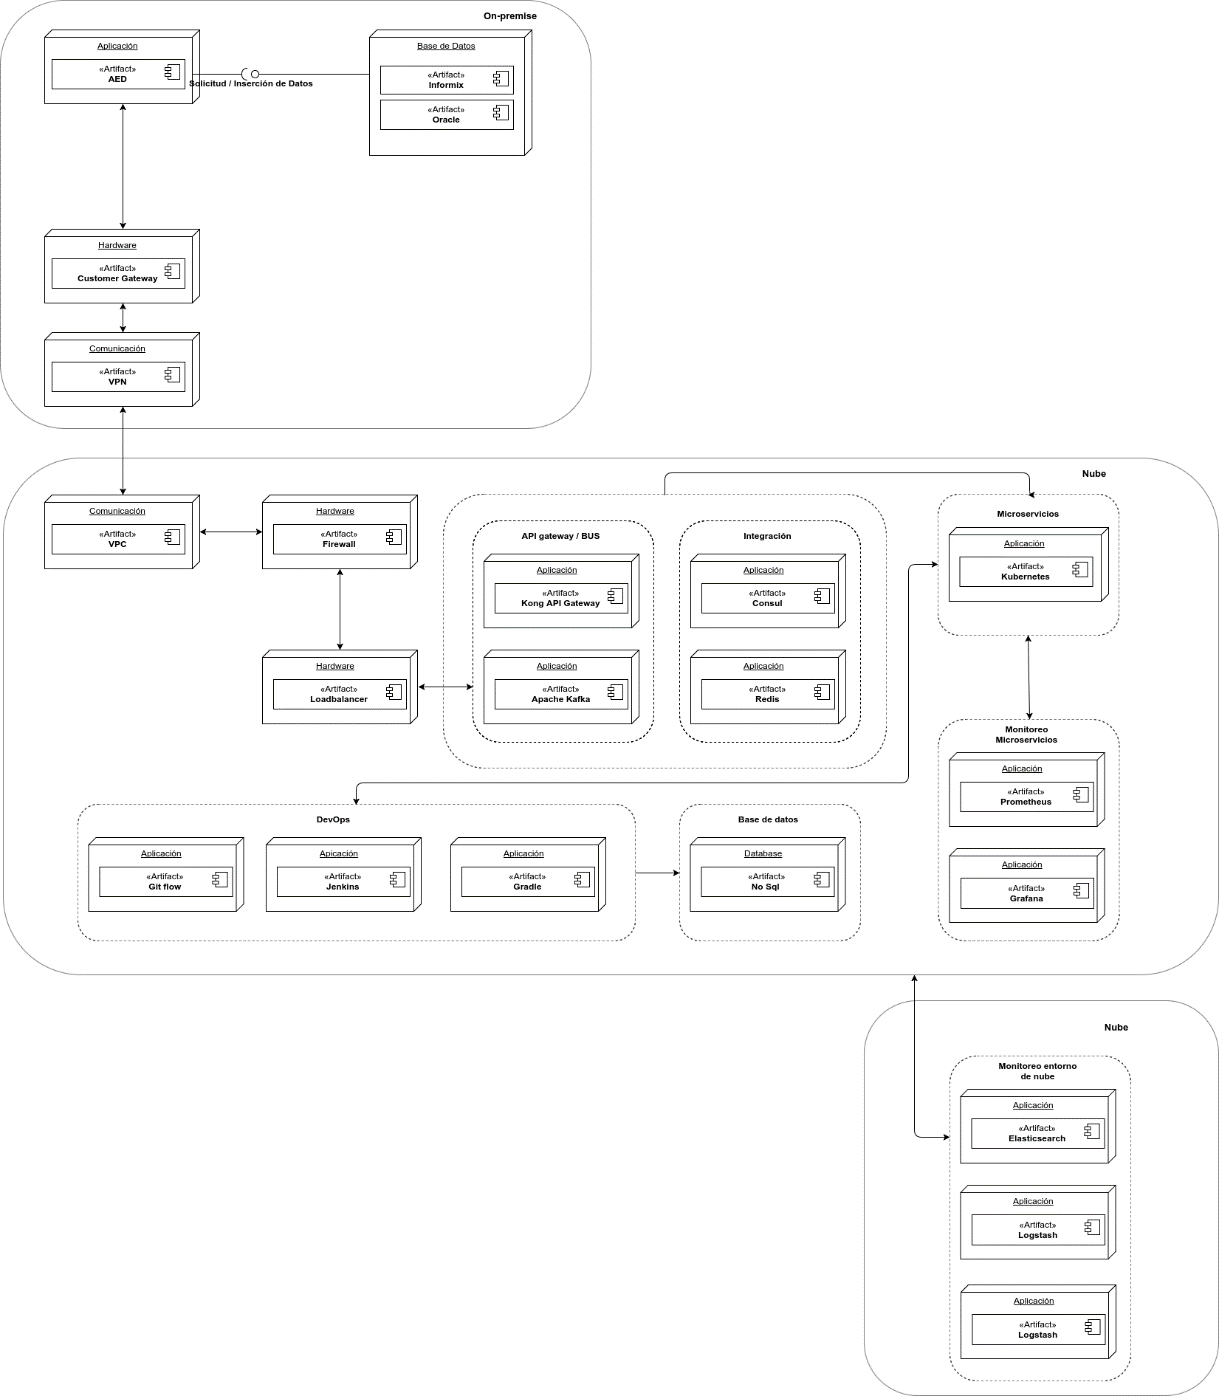 On-premise
Aplicación
«Artifact»
AED
Solicitud / Inserción de Datos
Base de Datos
«Artifact»
Informix
«Artifact»
Oracle
Hardware
«Artifact»
Customer Gateway
Comunicación
«Artifact»
VPN
Nube
Comunicación
«Artifact»
VPC
Hardware
«Artifact»
Firewall
Hardware
«Artifact»
Loadbalancer
API gateway / BUS
Aplicación
«Artifact»
Kong API Gateway
Aplicación
«Artifact»
Apache Kafka
Integración
Aplicación
«Artifact»
Consul
Aplicación
«Artifact»
Redis
Microservicios
Aplicación
«Artifact»
Kubernetes
Monitoreo
Microservicios
Aplicación
«Artifact»
Prometheus
Aplicación
«Artifact»
Grafana
DevOps
Aplicación
«Artifact»
Git flow
Apicación
«Artifact»
Jenkins
Aplicación
«Artifact»
Gradle
Base de datos
Database
«Artifact»
No Sql
Nube
Monitoreo entorno
de nube
Aplicación
«Artifact»
Elasticsearch
Aplicación
«Artifact»
Logstash
Aplicación
«Artifact»
Logstash